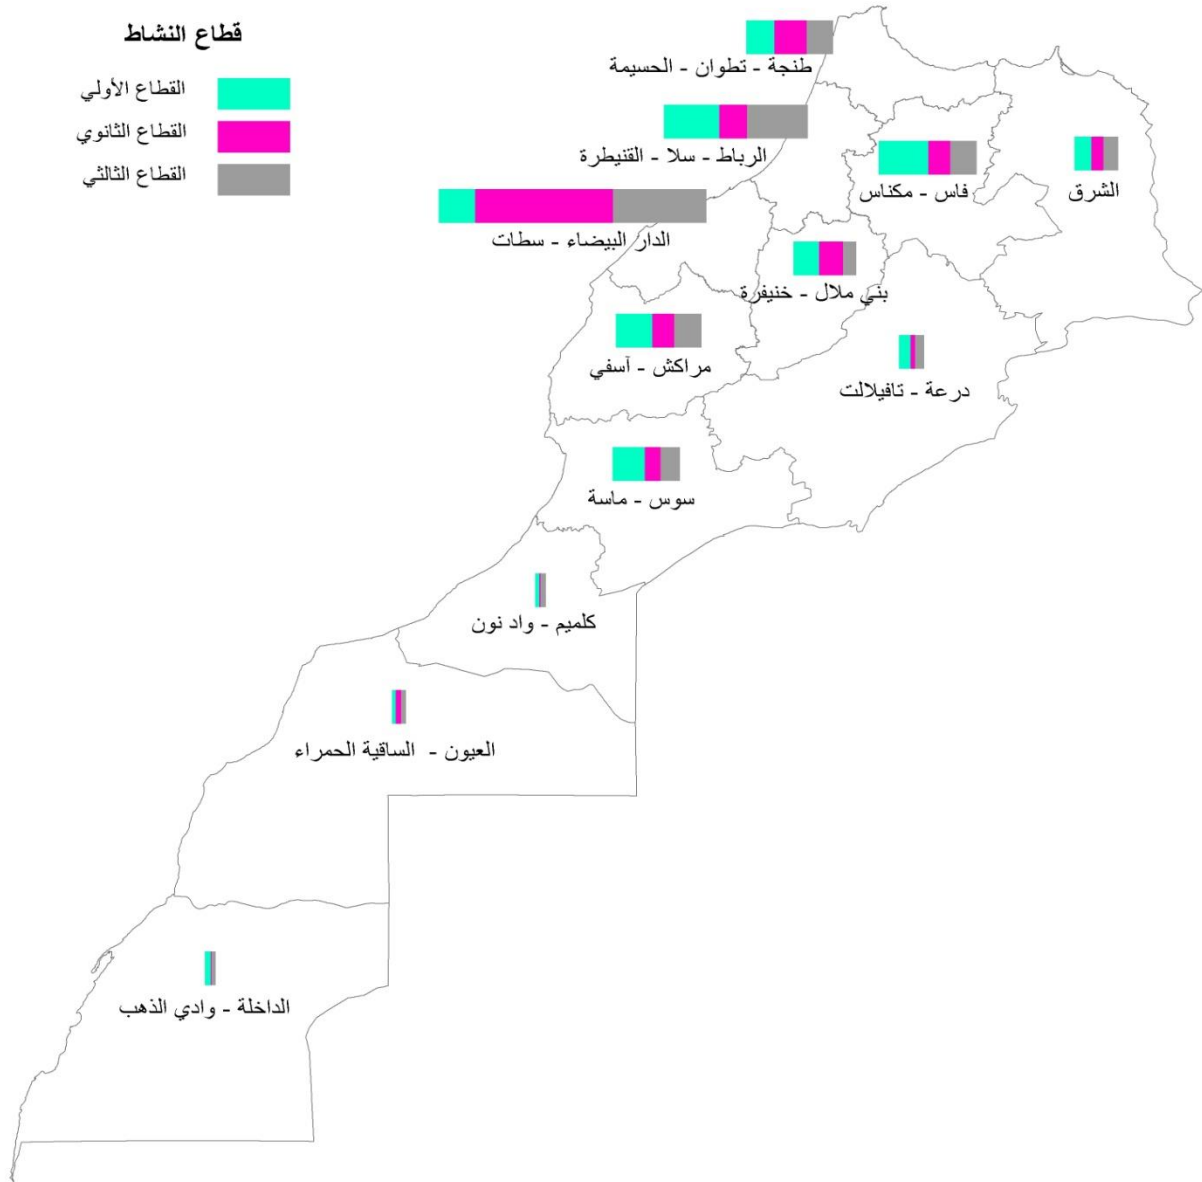 قطاع النشاط
القطاع الأولي
القطاع الثانوي
القطاع الثالثي
طنجة - تطوان - الحسيمة
الرباط - سلا - القنيطرة
فاس - مكناس
الشرق
الدار البيضاء - سطات
بني ملال - خنيفرة
مراكش - آسفي
درعة - تافيلالت
سوس - ماسة
كلميم - واد نون
العيون - الساقية الحمراء
الداخلة - وادي الذهب